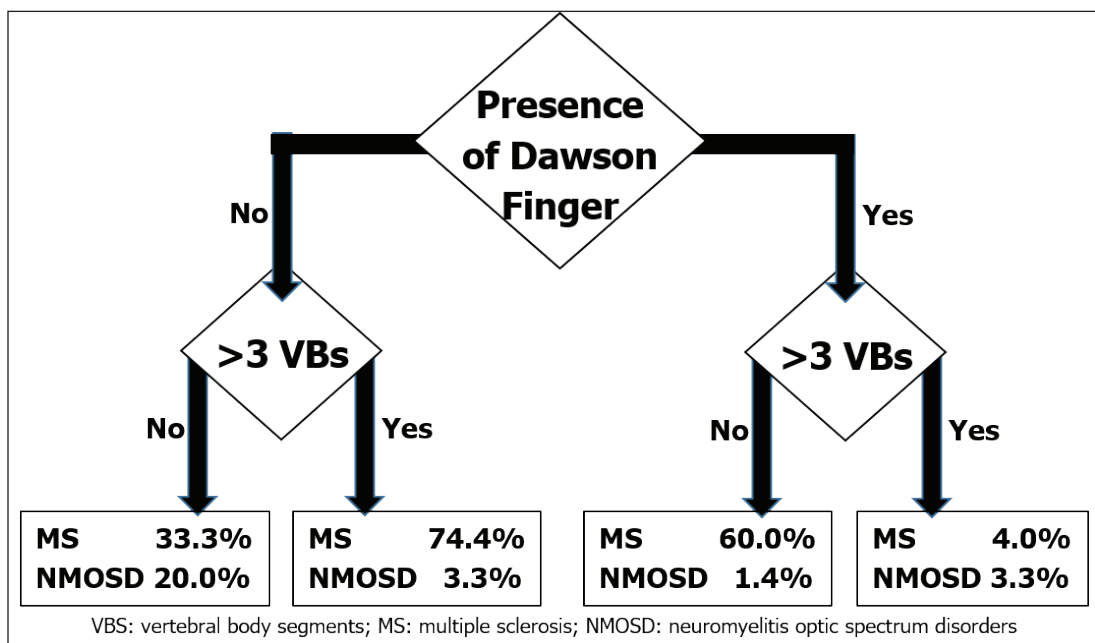 Presence
of Dawson
Finger
No
Yes
>3 VBs
>3 VBs
No
Yes
No
Yes
MS 33.3%
NMOSD 20.0%
MS 74.4%
NMOSD 3.3%
MS 60.0%
NMOSD 1.4%
MS 4.0%
NMOSD 3.3%
VBS: vertebral body segments; MS: multiple sclerosis; NMOSD: neuromyelitis optic spectrum disorders